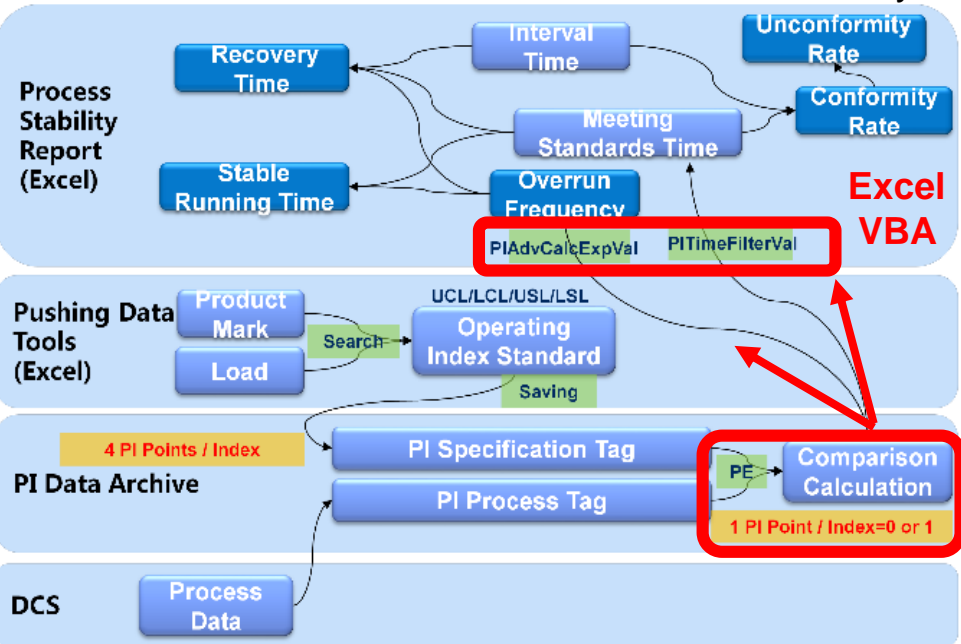 Unconformity
Rate
Interval
Time
Recovery
Time
Process
Stability
Report
(Excel)
Conformity
Rate
Meeting
Standards Time
Stable
Running Time
Overrun
Frequency
Excel
VBA
PIAdvCalcExpVal
PITimeFilterVal
UCL/LCL/USL/LSL
Product
Mark
Pushing Data
Tools
(Excel)
Search
Operating
Index Standard
Load
Saving
4 PI Points / Index
PI Specification Tag
PI Data Archive
PE
Comparison
Calculation
PI Process Tag
1 PI Point / Index=0 or 1
DCS
Process
Data